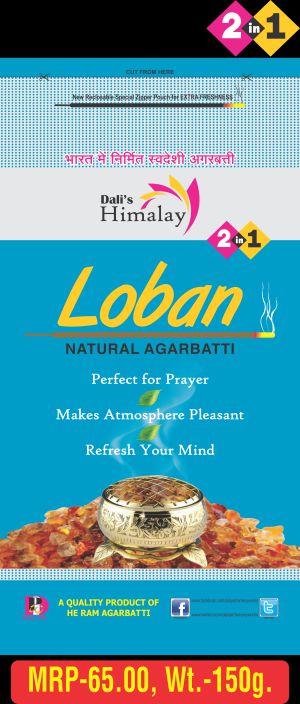 2 in 1
CUT FROM HERE
New Recloseable Special Zipper Pouch for EXTRA FRESHNESS
भारत में निर्मित स्वदेशी अगरबत्ती
Dali's
Himalay
2 in 1
Loban
NATURAL AGARBATTI
Perfect for Prayer
Makes Atmosphere Pleasant
Refresh Your Mind
A QUALITY PRODUCT OF
HE RAM AGARBATTI
MRP-65.00, Wt.-150g.